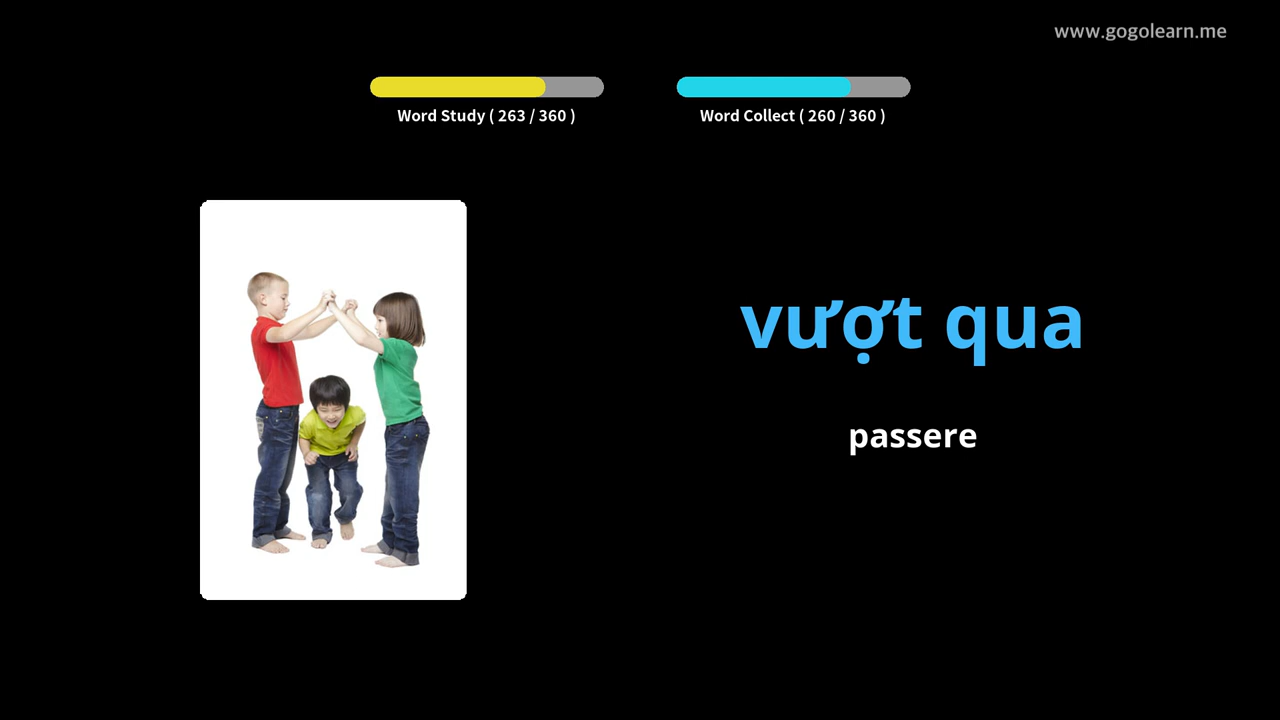 www.gogolearn.me
Word Study ( 263 / 360 )
Word Collect ( 260 / 360 )
vượt qua
passere